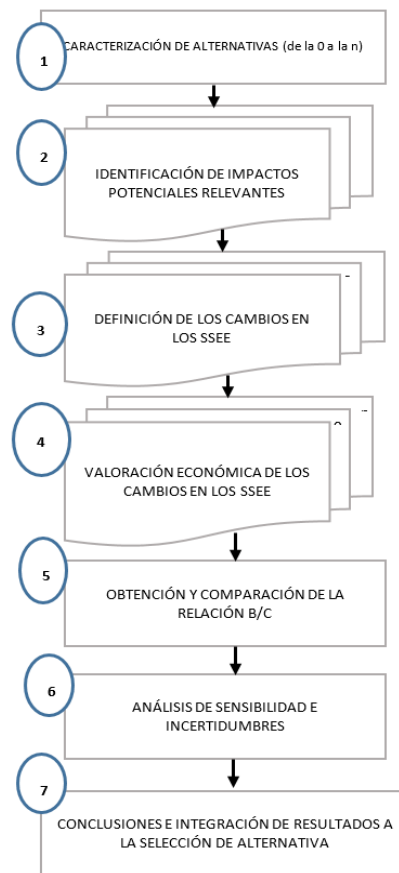 1
CARACTERIZACIÓN DE ALTERNATIVAS (de la 0 a la n)
2
IDENTIFICACIÓN DE IMPACTOS
POTENCIALES RELEVANTES
3
DEFINICIÓN DE LOS CAMBIOS EN
LOS SSEE
4
VALORACIÓN ECONÓMICA DE LOS
CAMBIOS EN LOS SSEE
5
OBTENCIÓN Y COMPARACIÓN DE LA
RELACIÓN B/C
6
ANÁLISIS DE SENSIBILIDAD E
INCERTIDUMBRES
7
CONCLUSIONES E INTEGRACIÓN DE RESULTADOS A
LA SELECCIÓN DE ALTERNATIVA